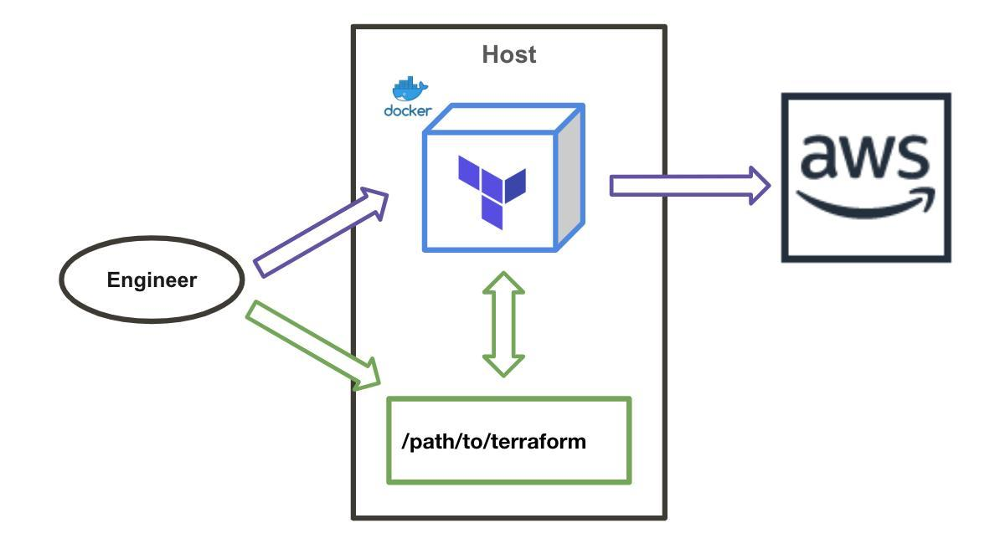 Host
docker
aws
Engineer
/path/to/terraform